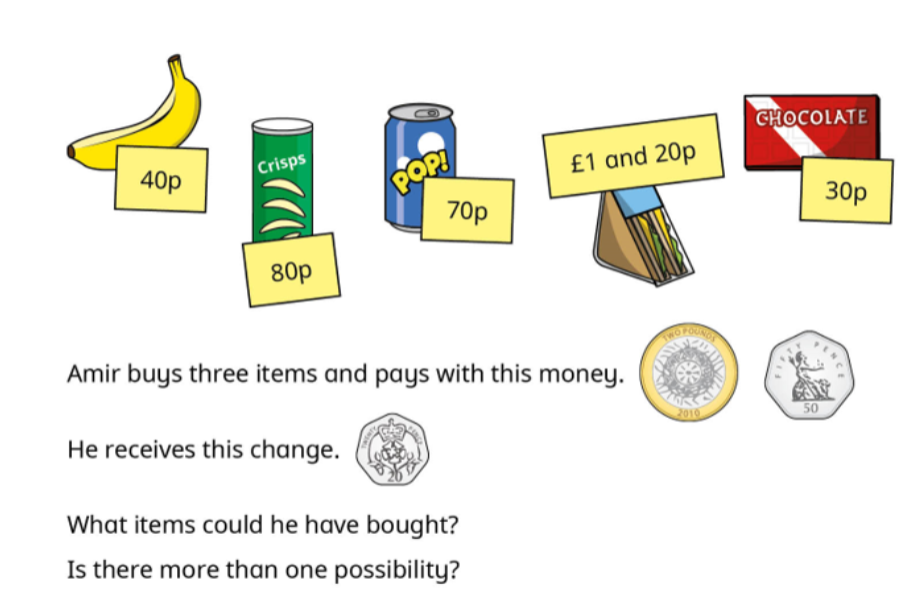 Crisps
POP!
£1 and 20p
CHOCOLATE
40p
80p
70p
30p
Amir buys three items and pays with this money.
TWO POUNDS
2010
FIFTY PENCE
50
He receives this change.
TWENTY PENCE
20
What items could he have bought?
Is there more than one possibility?